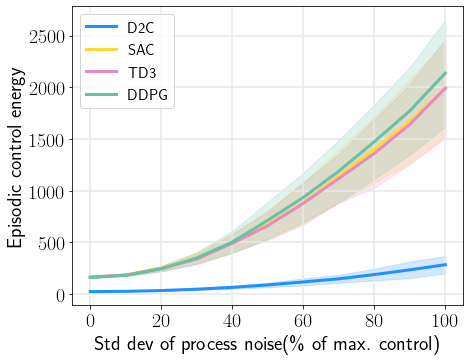 D2C
SAC
TD3
DDPG
Episodic control energy
2500
2000
1500
1000
500
0
0 20 40 60 80 100
Std dev of process noise(% of max. control)